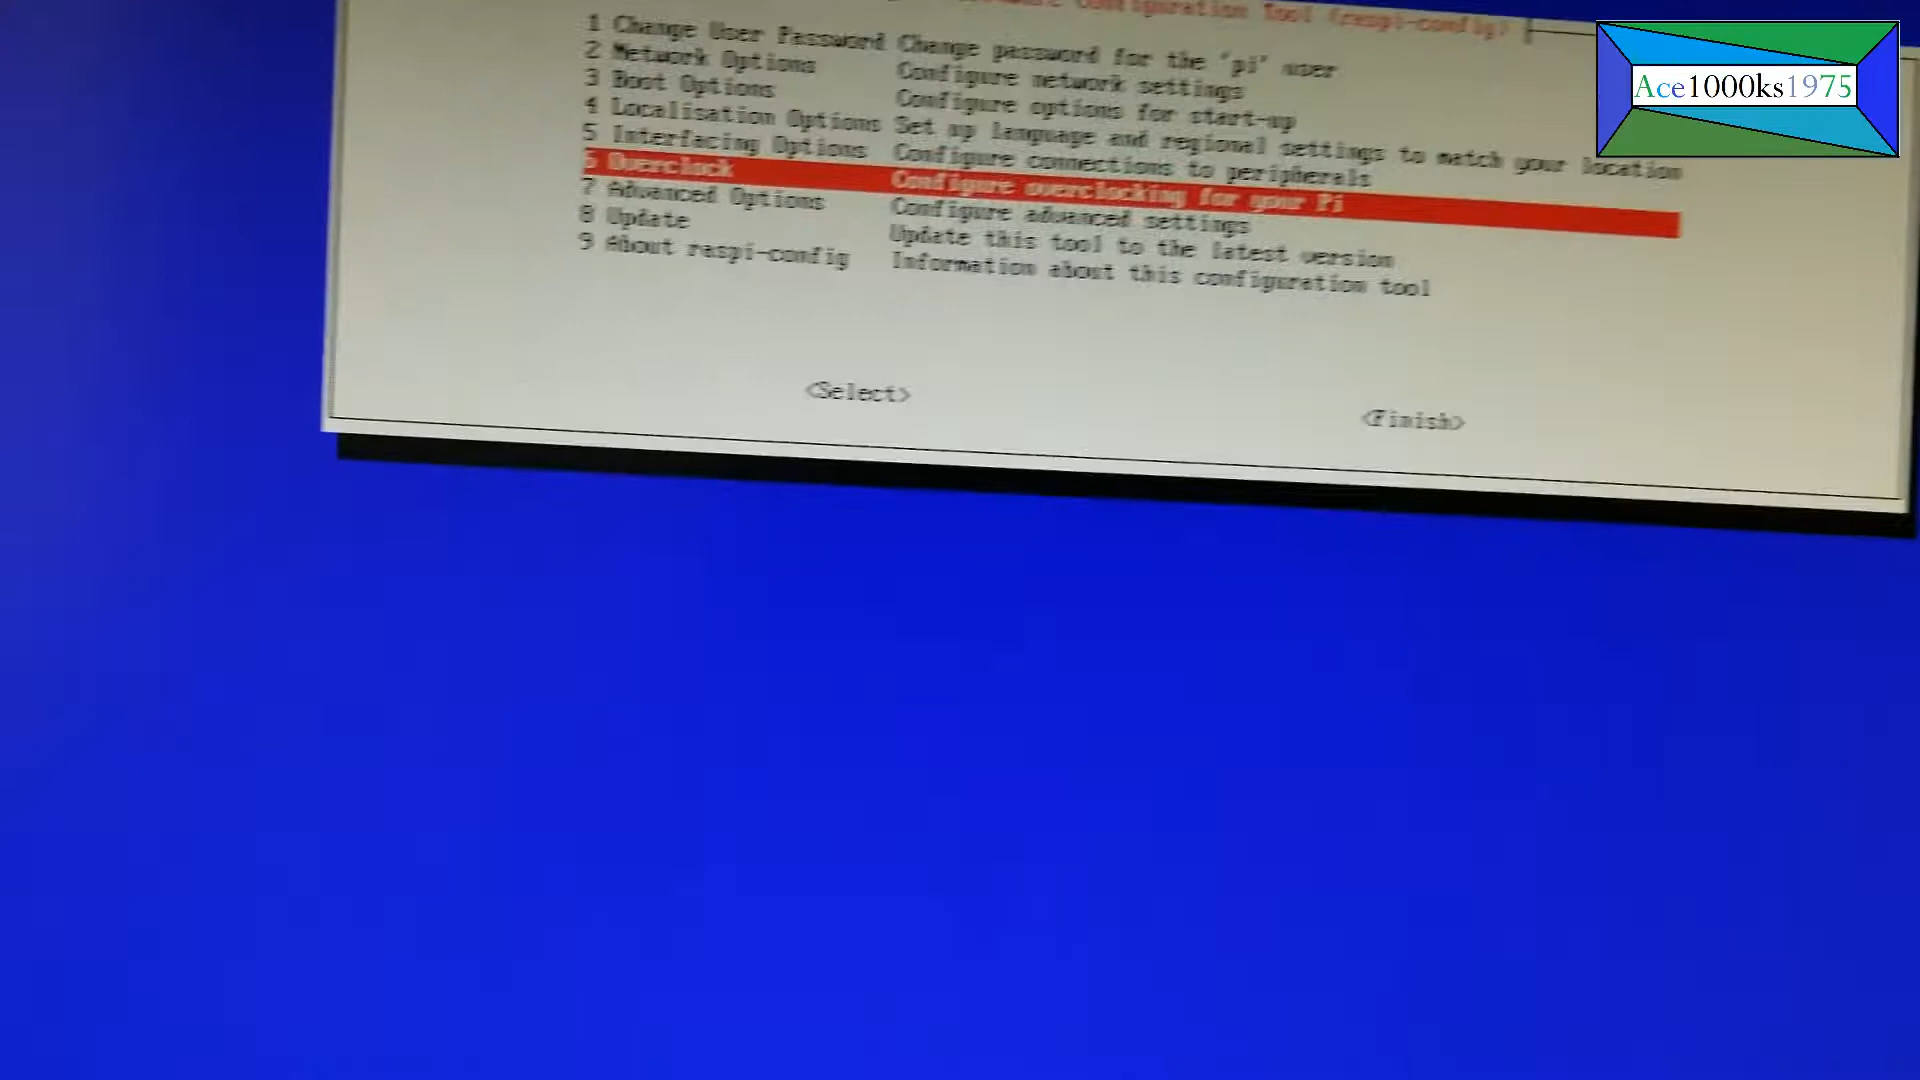 Configuration Tool (raspi-config)
1 Change User Password Change password for the 'pi' user
2 Network Options Configure network settings
3 Boot Options Configure options for start-up
4 Localisation Options Set up language and regional settings to match your location
5 Interfacing Options Configure connections to peripherals
6 Overclock Configure overclocking for your Pi
7 Advanced Options Configure advanced settings
8 Update Update this tool to the latest version
9 About raspi-config Information about this configuration tool
<Select>
<Finish>
Ace1000ks1975